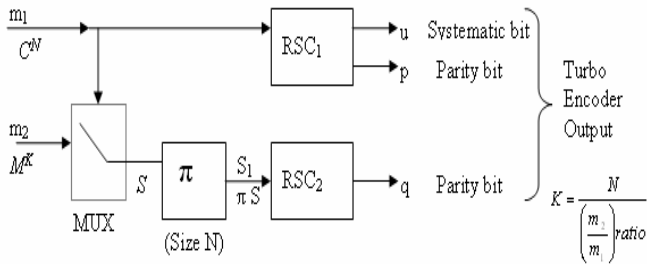 m1
C^N
RSC1
u Systematic bit
p Parity bit
Turbo
Encoder
Output
m2
M^K
MUX
S
π
(Size N)
S1
π S
RSC2
q Parity bit
K = N / (m2 / m1) ratio